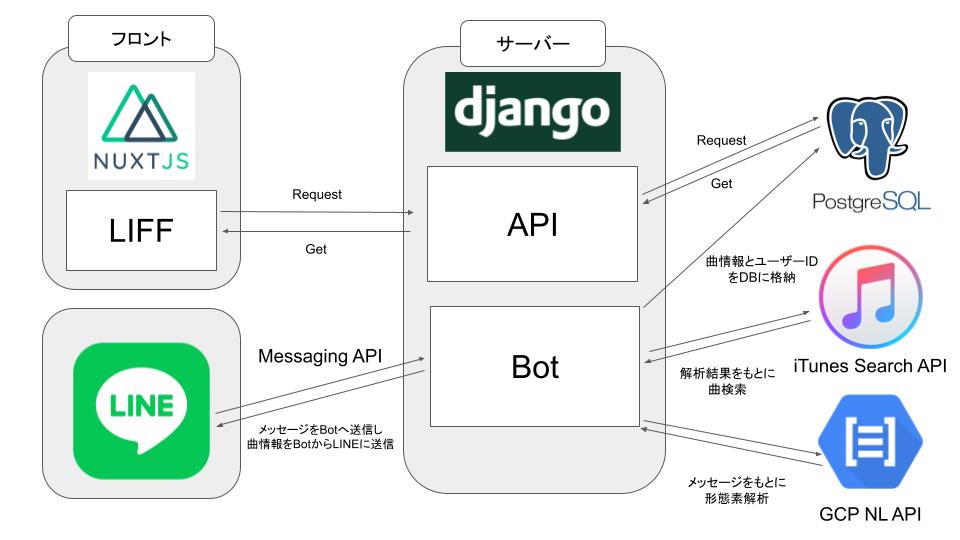 フロント
NUXTJS
LIFF
Request
Get
LINE
Messaging API
メッセージをBotへ送信し
曲情報をBotからLINEに送信
サーバー
django
API
Bot
Request
Get
PostgreSQL
曲情報とユーザーID
をDBに格納
iTunes Search API
解析結果をもとに
曲検索
メッセージをもとに
形態素解析
GCP NL API